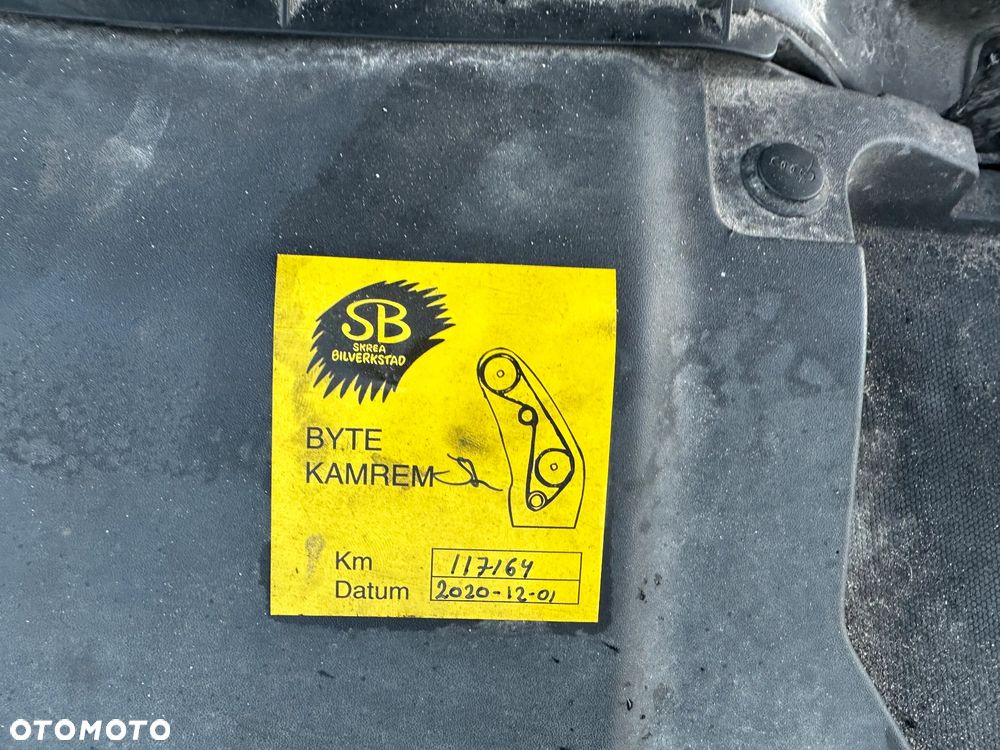 SB
SKREA
BILVERKSTAD
BYTE
KAMREM
Km 117164
Datum 2020-12-01
OTOMOTO